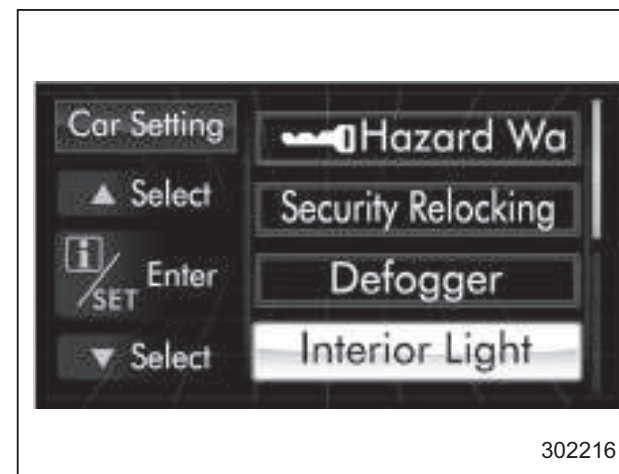 Car Setting
Hazard Wa
▲ Select
Security Relocking
i/SET Enter
Defogger
▼ Select
Interior Light
302216